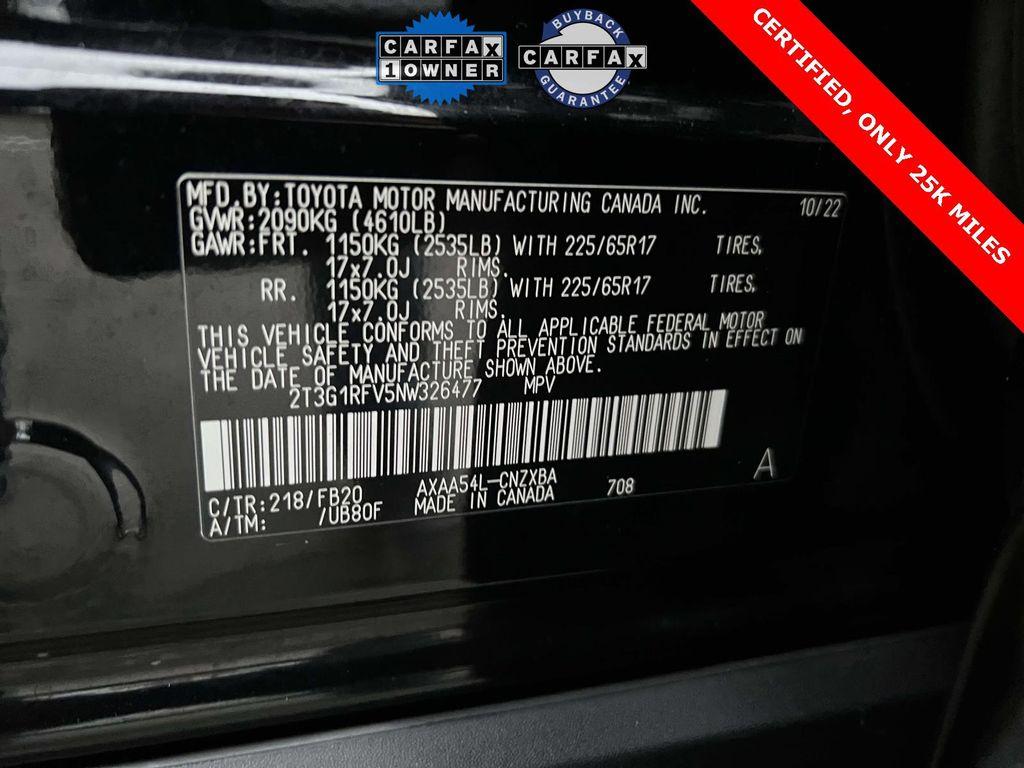 CARFAX
1 OWNER
BUYBACK
CARFAX
GUARANTEE
CERTIFIED, ONLY 25K MILES
MFD.BY:TOYOTA MOTOR MANUFACTURING CANADA INC. 10/22
GVWR:2090KG (4610LB)
GAWR:FRT. 1150KG (2535LB) WITH 225/65R17 TIRES,
17x7.0J RIMS.
RR. 1150KG (2535LB) WITH 225/65R17 TIRES,
17x7.0J RIMS.
THIS VEHICLE CONFORMS TO ALL APPLICABLE FEDERAL MOTOR
VEHICLE SAFETY AND THEFT PREVENTION STANDARDS IN EFFECT ON
THE DATE OF MANUFACTURE SHOWN ABOVE.
2T3G1RFV5NW326477 MPV
A
C/TR:218/FB20 AXAA54L-CNZXBA 708
A/TM: /UB80F MADE IN CANADA